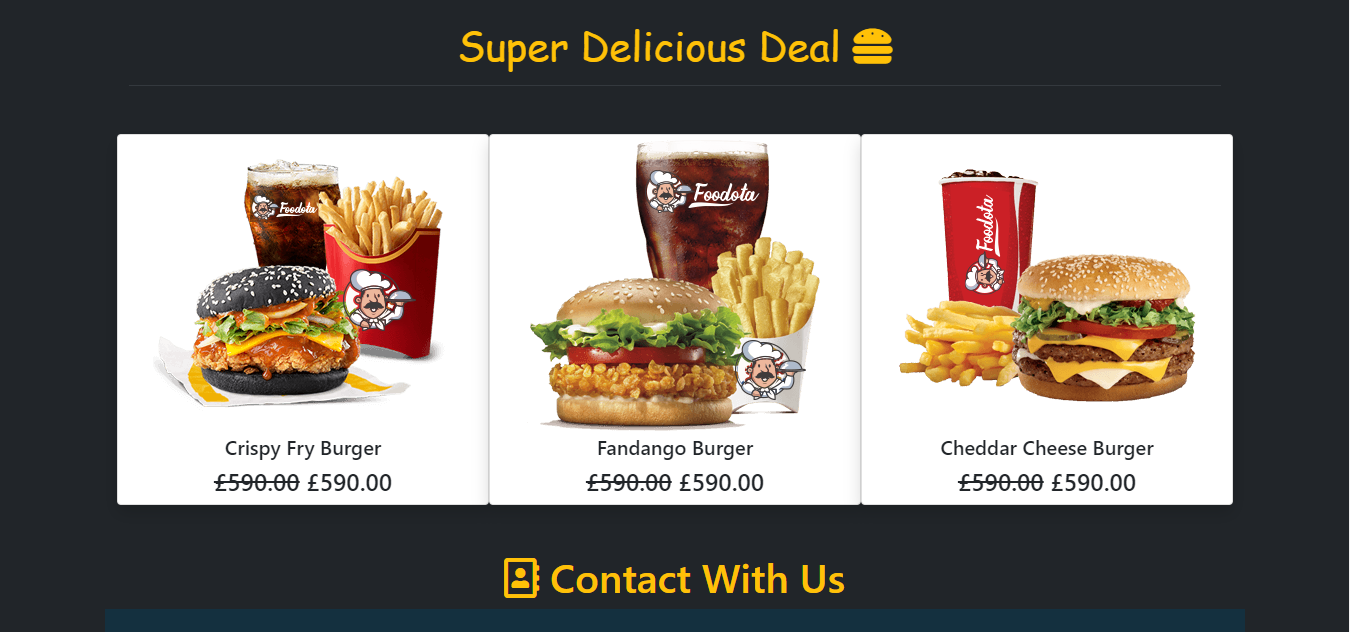 Super Delicious Deal
Foodota
Foodota
Foodota
Crispy Fry Burger
Fandango Burger
Cheddar Cheese Burger
£590.00 £590.00
£590.00 £590.00
£590.00 £590.00
Contact With Us